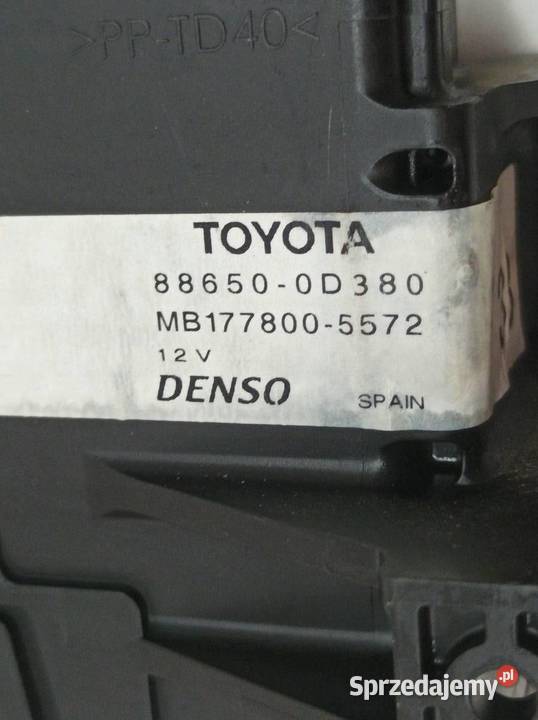 >PP-TD40<
TOYOTA
88650-0D380
MB177800-5572
12V
DENSO
SPAIN
Sprzedajemy.pl